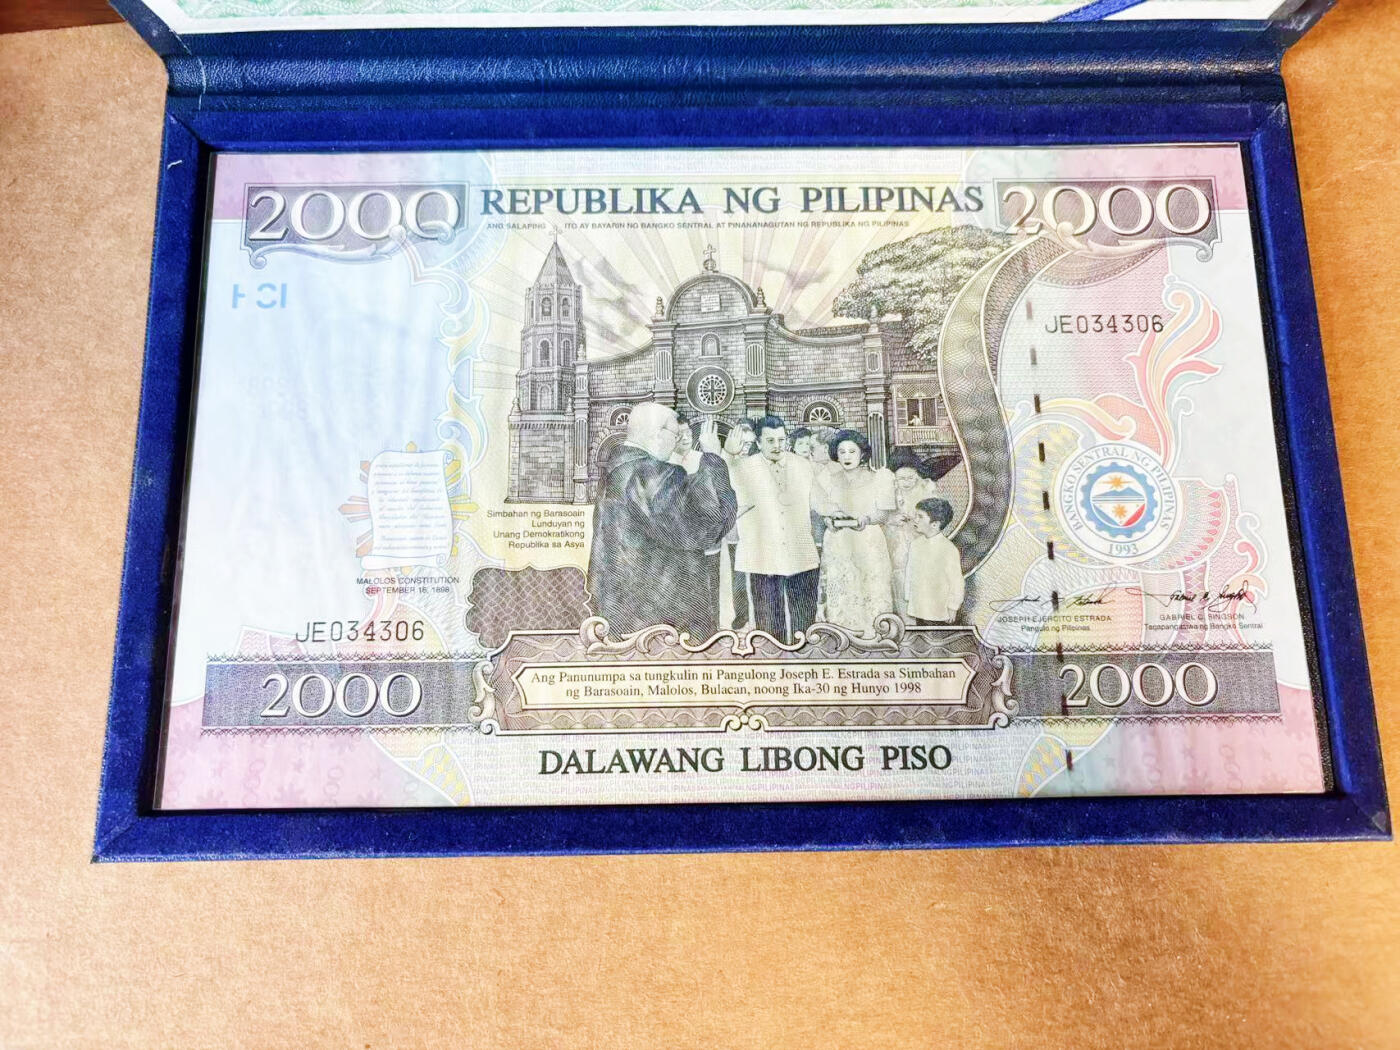 2000
REPUBLIKA NG PILIPINAS
2000
ANG SALAPING ITO AY BAYARIN NG BANGKO SENTRAL AT PINANANAGUTAN NG REPUBLIKA NG PILIPINAS
JE034306
Simbahan ng Barasoain
Lunduyan ng
Unang Demokratikong
Republika sa Asya
BANGKO SENTRAL NG PILIPINAS
1993
MALOLOS CONSTITUTION
SEPTEMBER 16, 1898
JOSEPH EJERCITO ESTRADA
Pangulo ng Pilipinas
GABRIEL C. SINGSON
Tagapangasiwa ng Bangko Sentral
JE034306
2000
Ang Panunumpa sa tungkulin ni Pangulong Joseph E. Estrada sa Simbahan
ng Barasoain, Malolos, Bulacan, noong Ika-30 ng Hunyo 1998
2000
DALAWANG LIBONG PISO